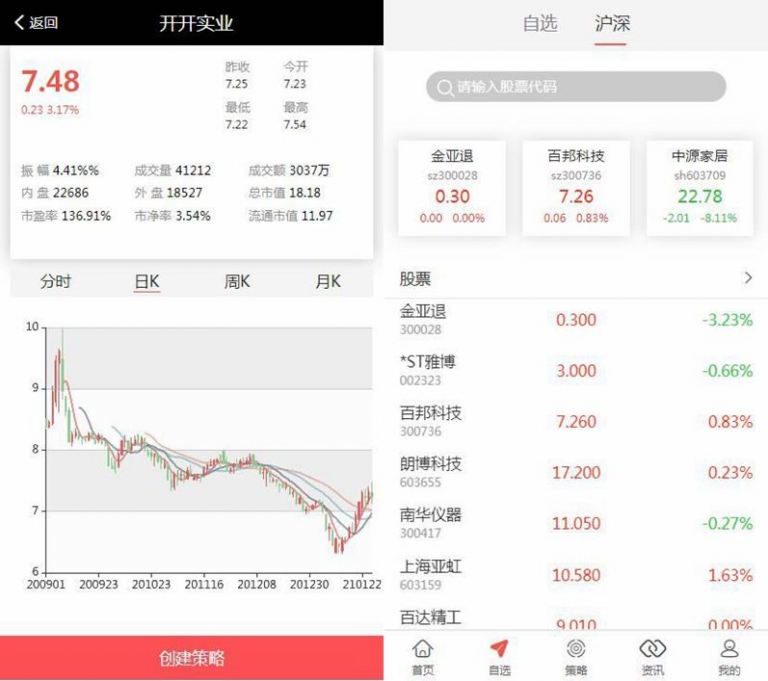 返回
开开实业
7.48
0.23 3.17%
昨收
今开
7.25
7.23
最低
最高
7.22
7.54
振 幅 4.41%%
成交量 41212
成交额 3037万
内 盘 22686
外 盘 18527
总市值 18.18
市盈率 136.91%
市净率 3.54%
流通市值 11.97
分时
日K
周K
月K
10
9
8
7
6
200901 200923 201023 201116 201208 201230 210122
创建策略
自选
沪深
请输入股票代码
金亚退
sz300028
0.30
0.00 0.00%
百邦科技
sz300736
7.26
0.06 0.83%
中源家居
sh603709
22.78
-2.01 -8.11%
股票
金亚退
300028
0.300
-3.23%
*ST雅博
002323
3.000
-0.66%
百邦科技
300736
7.260
0.83%
朗博科技
603655
17.200
0.23%
南华仪器
300417
11.050
-0.27%
上海亚虹
603159
10.580
1.63%
百达精工
9.010
0.00%
首页
自选
策略
资讯
我的